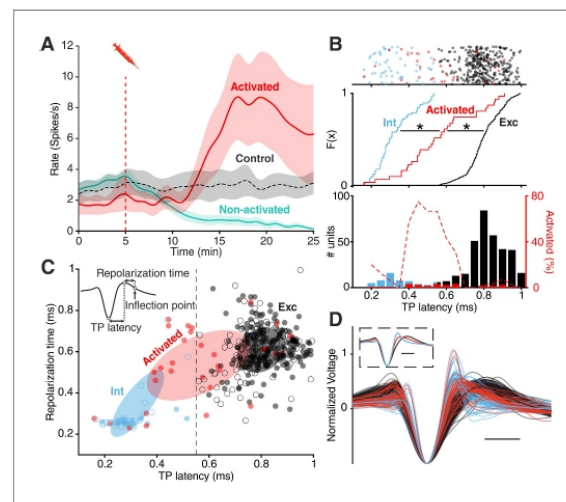 A
Rate (Spikes/s)
12
10
8
6
4
2
0
Activated
Control
Non-activated
0 5 10 15 20 25
Time (min)
B
F(x)
1
0
Int
Activated
Exc
*
*
# units
100
50
0
80
40
0
Activated (%)
0.2 0.4 0.6 0.8 1
TP latency (ms)
C
Repolarization time (ms)
1.0
0.8
0.6
0.4
0.2
Repolarization time
Inflection point
TP latency
Activated
Int
Exc
0 0.2 0.4 0.6 0.8 1
TP latency (ms)
D
Normalized Voltage
1
0